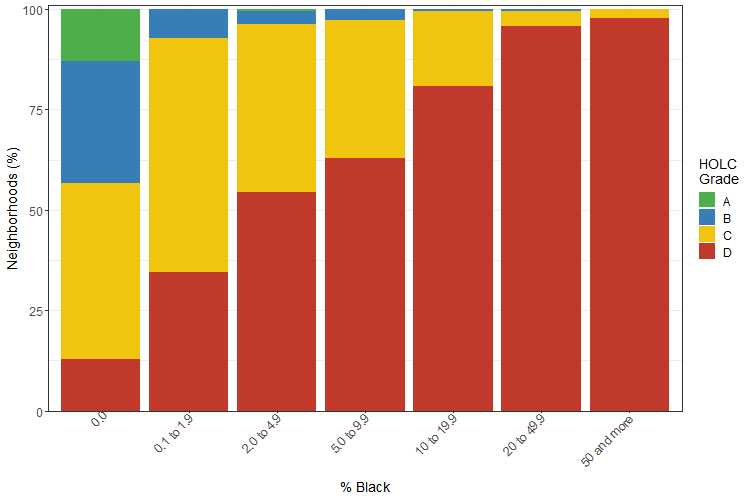 100
75
50
25
0
Neighborhoods (%)
0.0
0.1 to 1.9
2.0 to 4.9
5.0 to 9.9
10 to 19.9
20 to 49.9
50 and more
% Black
HOLC
Grade
A
B
C
D